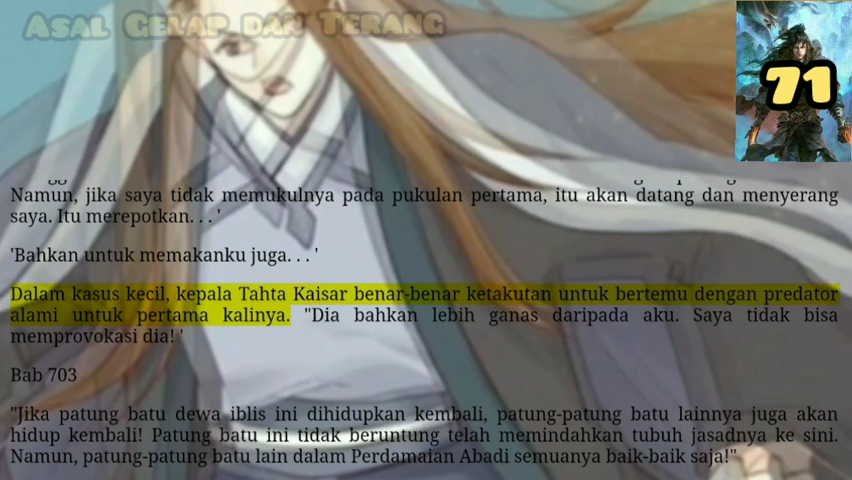 Asal Gelap dan Terang
71
Namun, jika saya tidak memukulnya pada pukulan pertama, itu akan datang dan menyerang
saya. Itu merepotkan. . . '
'Bahkan untuk memakanku juga. . . '
Dalam kasus kecil, kepala Tahta Kaisar benar-benar ketakutan untuk bertemu dengan predator
alami untuk pertama kalinya. "Dia bahkan lebih ganas daripada aku. Saya tidak bisa
memprovokasi dia! '
Bab 703
"Jika patung batu dewa iblis ini dihidupkan kembali, patung-patung batu lainnya juga akan
hidup kembali! Patung batu ini tidak beruntung telah memindahkan tubuh jasadnya ke sini.
Namun, patung-patung batu lain dalam Perdamaian Abadi semuanya baik-baik saja!"